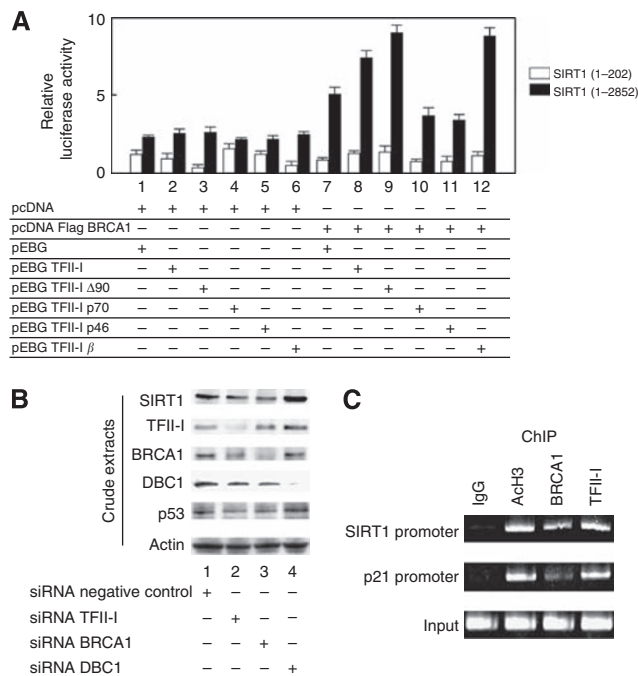 A
10
5
0
Relative
luciferase activity
SIRT1 (1–202)
SIRT1 (1–2852)
1 2 3 4 5 6 7 8 9 10 11 12
pcDNA + + + + + + – – – – – –
pcDNA Flag BRCA1 – – – – – – + + + + + +
pEBG + – – – – – + – – – – –
pEBG TFII-I – + – – – – – + – – – –
pEBG TFII-I Δ90 – – + – – – – – + – – –
pEBG TFII-I p70 – – – + – – – – – + – –
pEBG TFII-I p46 – – – – + – – – – – + –
pEBG TFII-I β – – – – – + – – – – – +
B
Crude extracts
SIRT1
TFII-I
BRCA1
DBC1
p53
Actin
1 2 3 4
siRNA negative control + – – –
siRNA TFII-I – + – –
siRNA BRCA1 – – + –
siRNA DBC1 – – – +
C
ChIP
IgG AcH3 BRCA1 TFII-I
SIRT1 promoter
p21 promoter
Input